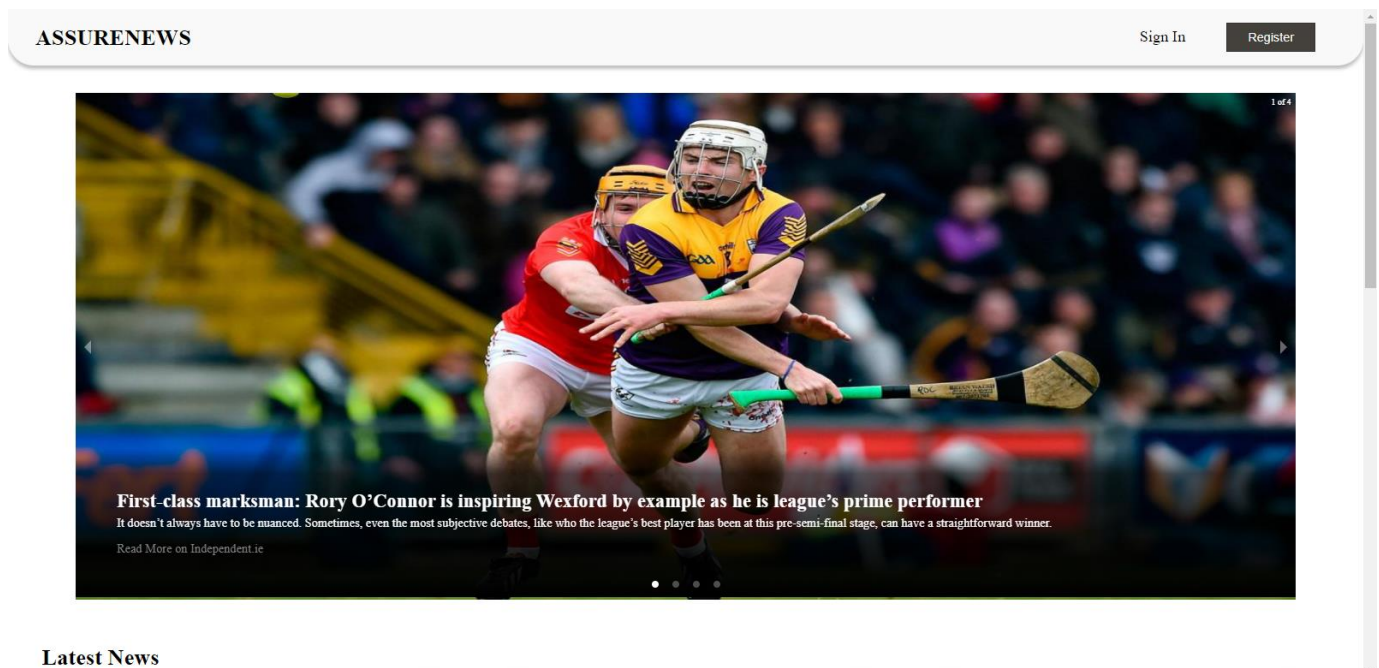 ASSURENEWS
Sign In
Register
1 of 4
GAA
First-class marksman: Rory O’Connor is inspiring Wexford by example as he is league’s prime performer
It doesn’t always have to be nuanced. Sometimes, even the most subjective debates, like who the league’s best player has been at this pre-semi-final stage, can have a straightforward winner.
Read More on Independent.ie
Latest News